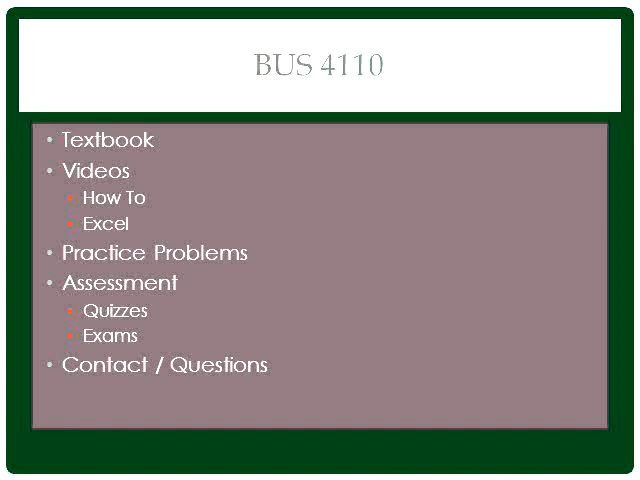 BUS 4110
• Textbook
• Videos
• How To
• Excel
• Practice Problems
• Assessment
• Quizzes
• Exams
• Contact / Questions